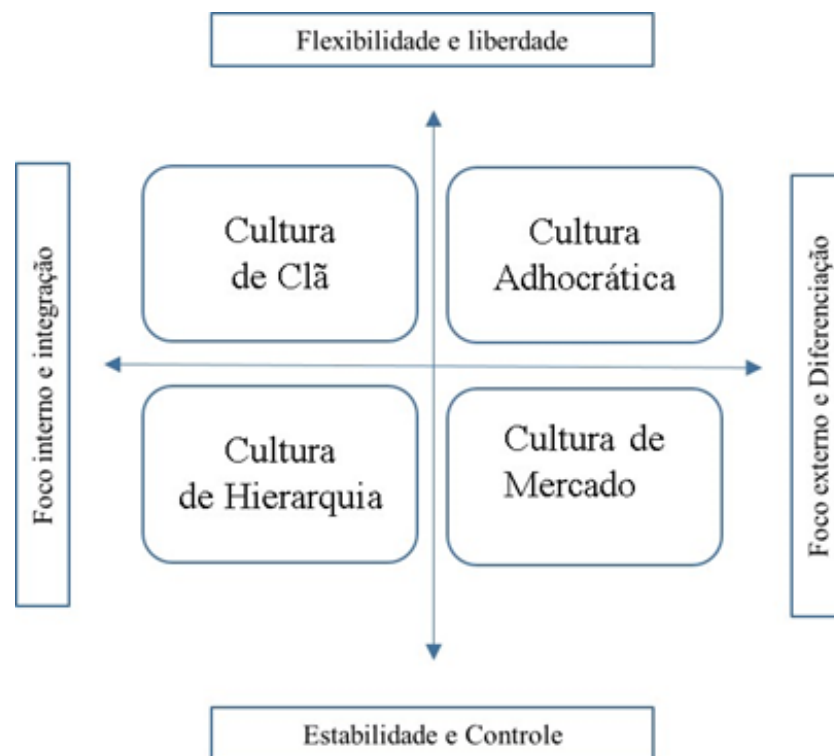 Flexibilidade e liberdade
Foco interno e integração
Cultura
de Clã
Cultura
Adhocrática
Foco externo e Diferenciação
Cultura
de Hierarquia
Cultura de
Mercado
Estabilidade e Controle